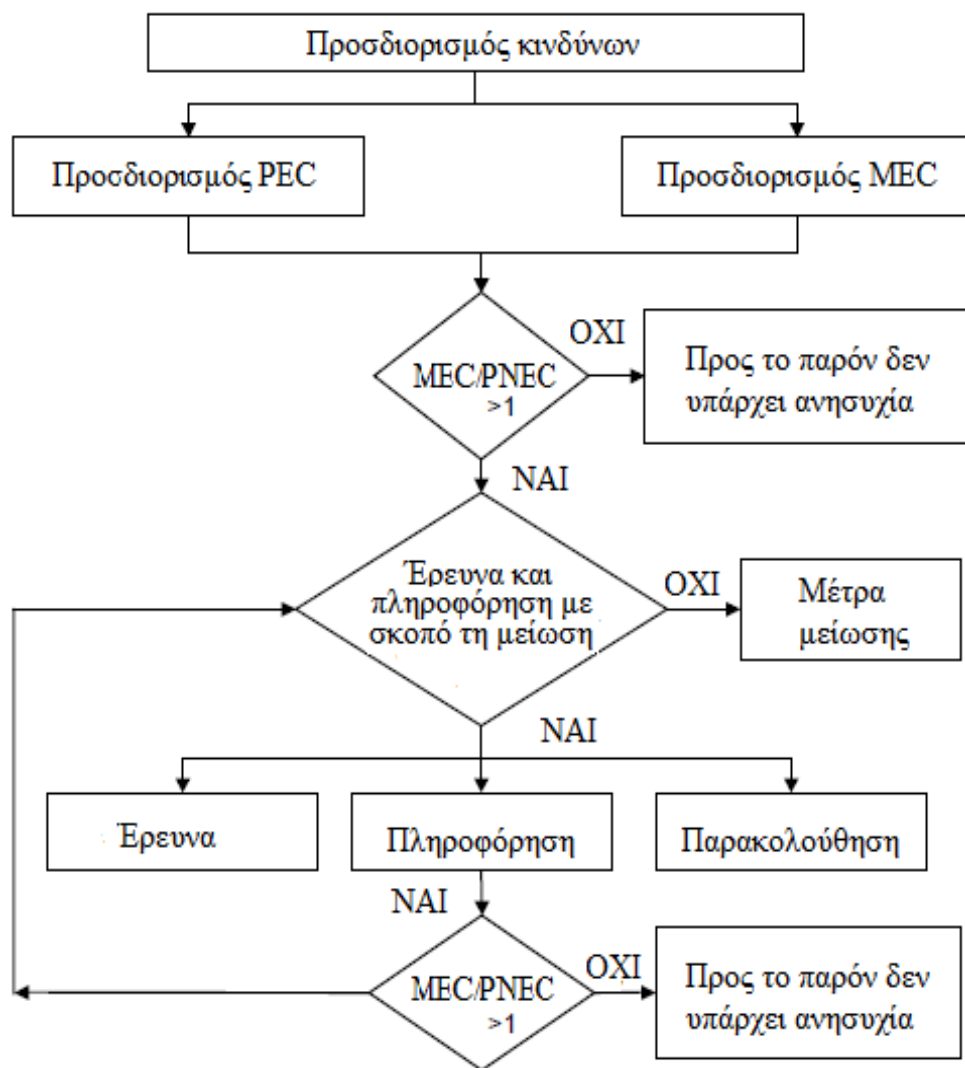 Προσδιορισμός κινδύνων
Προσδιορισμός PEC
Προσδιορισμός MEC
MEC/PNEC
>1
ΟΧΙ
Προς το παρόν δεν
υπάρχει ανησυχία
ΝΑΙ
Έρευνα και
πληροφόρηση με
σκοπό τη μείωση
ΟΧΙ
Μέτρα
μείωσης
ΝΑΙ
Έρευνα
Πληροφόρηση
Παρακολούθηση
ΝΑΙ
MEC/PNEC
>1
ΟΧΙ
Προς το παρόν δεν
υπάρχει ανησυχία